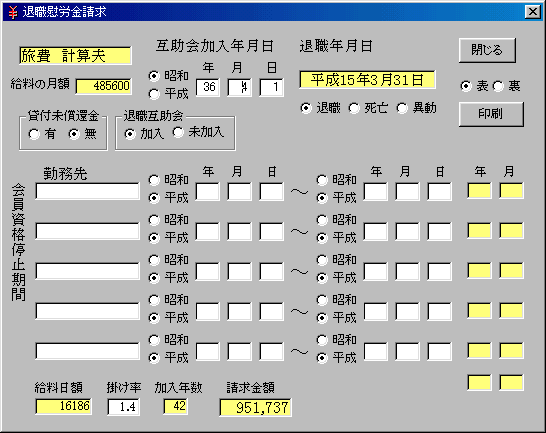 退職慰労金請求
旅費 計算夫
互助会加入年月日
退職年月日
閉じる
給料の月額 485600
昭和
平成
年 月 日
36 4 1
平成15年3月31日
表 裏
退職 死亡 異動
印刷
貸付未償還金
有 無
退職互助会
加入 未加入
会員資格停止期間
勤務先 年 月 日 年 月 日 年 月
昭和 ～ 昭和
平成 平成
昭和 ～ 昭和
平成 平成
昭和 ～ 昭和
平成 平成
昭和 ～ 昭和
平成 平成
昭和 ～ 昭和
平成 平成
給料日額 掛け率 加入年数 請求金額
16186 1.4 42 951,737